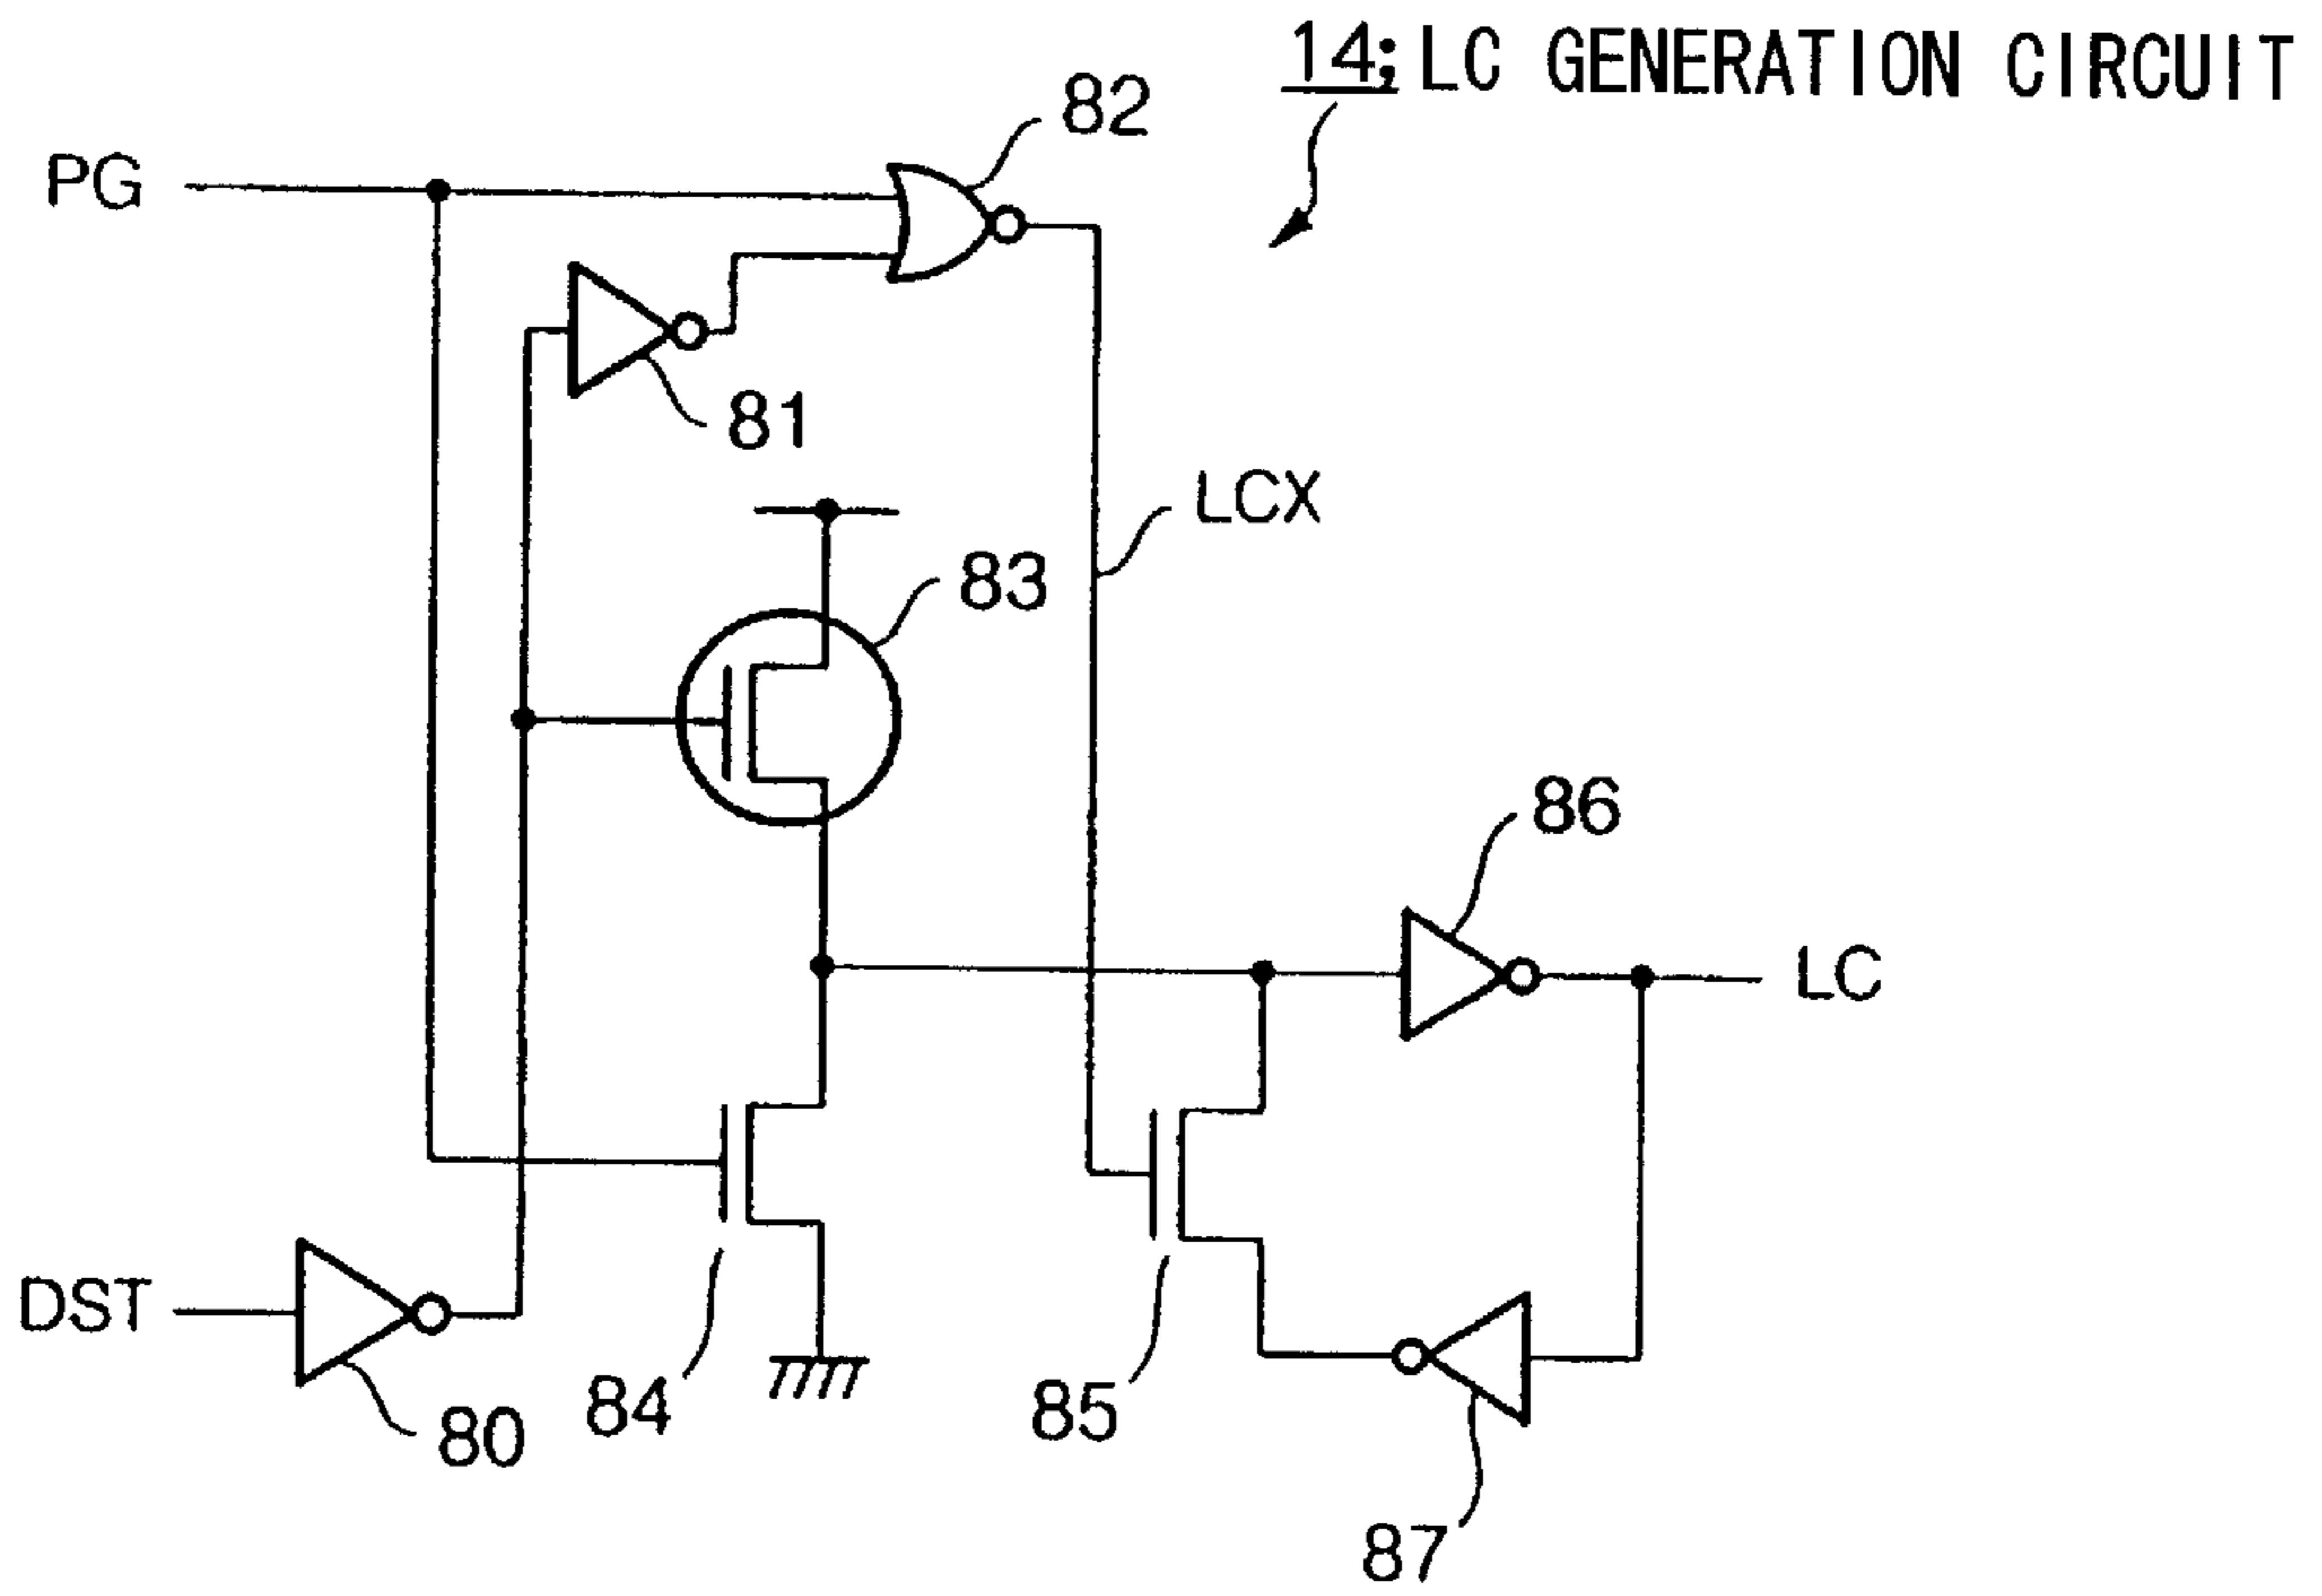 14; LC GENERATION CIRCUIT
82
PG
81
LCX
83
86
LC
DST
84
85
80
87